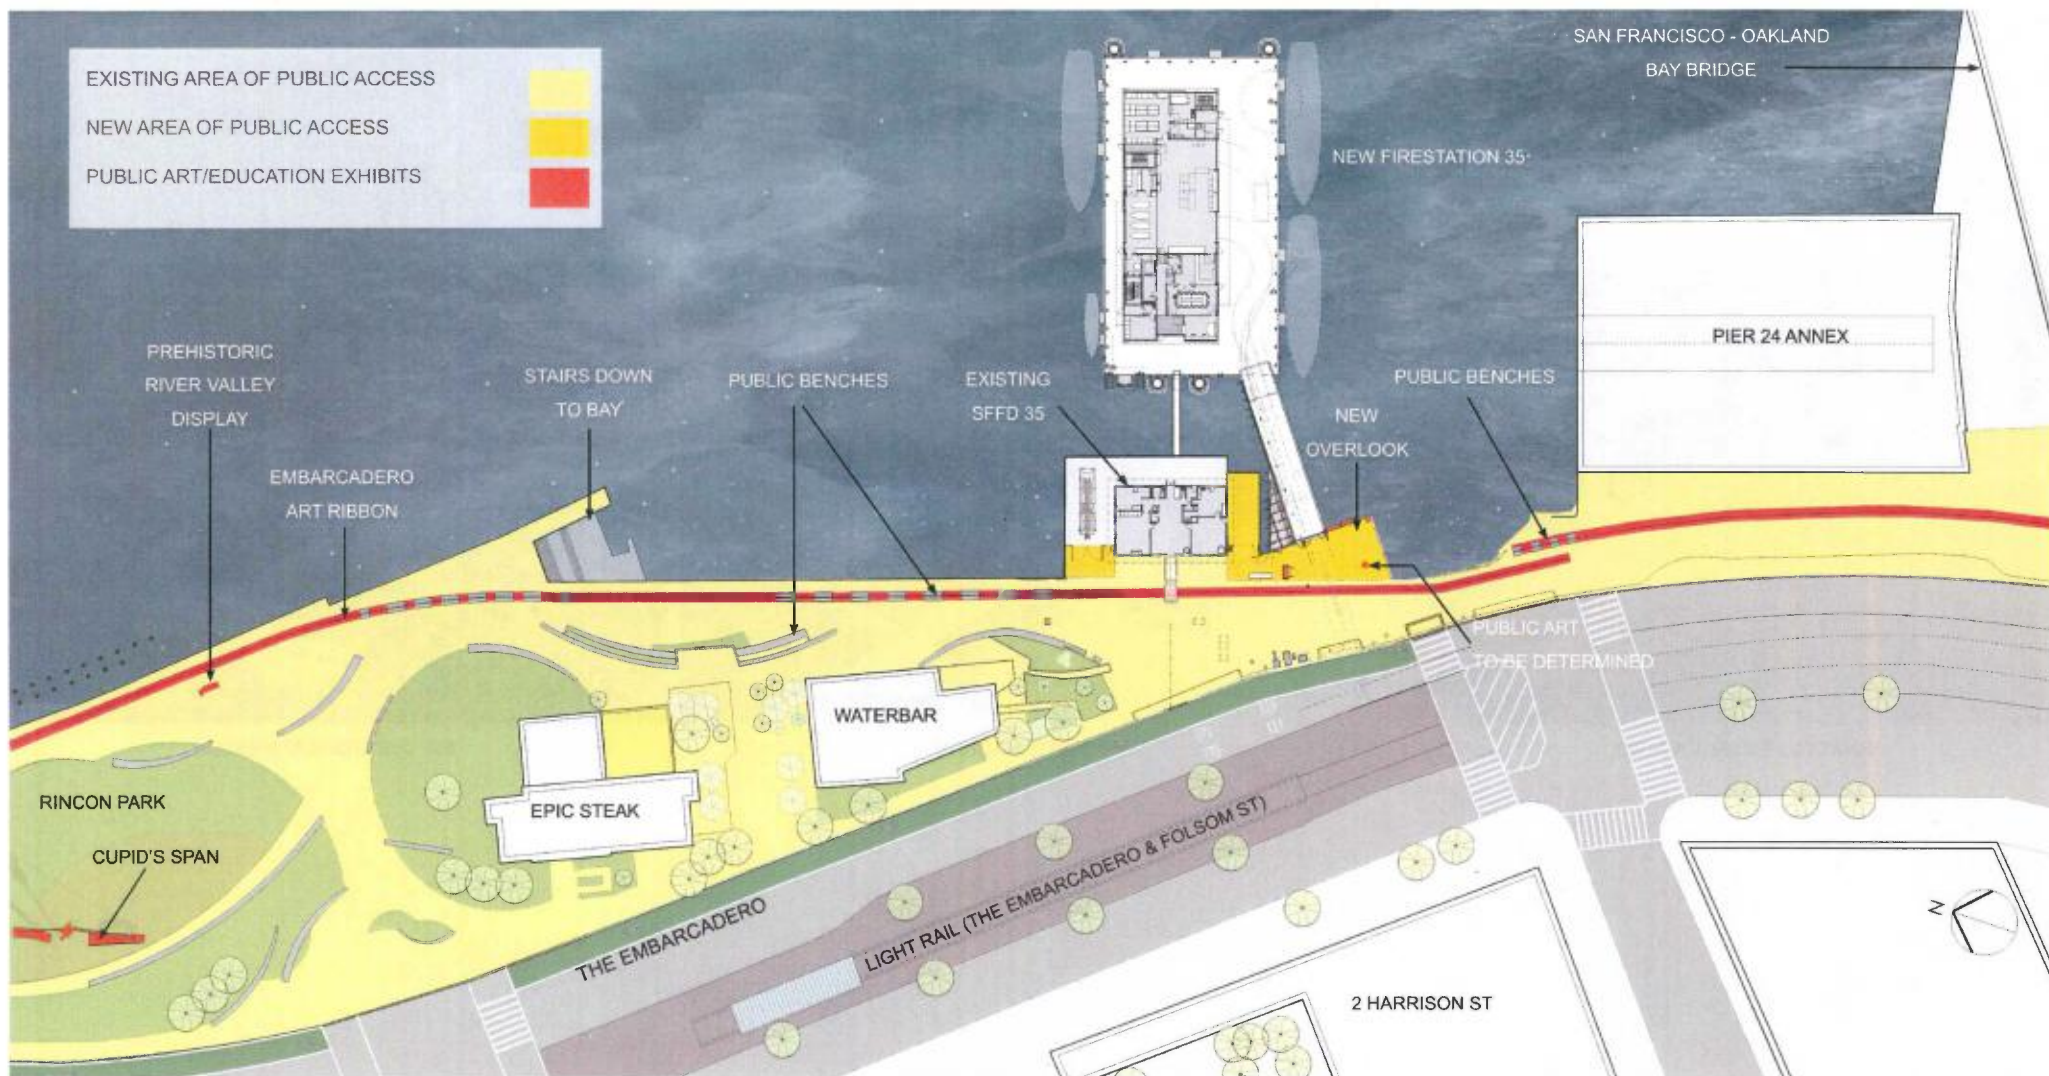 SAN FRANCISCO - OAKLAND
BAY BRIDGE
EXISTING AREA OF PUBLIC ACCESS
NEW AREA OF PUBLIC ACCESS
PUBLIC ART/EDUCATION EXHIBITS
NEW FIRESTATION 35
PIER 24 ANNEX
PREHISTORIC
RIVER VALLEY
DISPLAY
STAIRS DOWN
TO BAY
PUBLIC BENCHES
EXISTING
SFFD 35
PUBLIC BENCHES
NEW
OVERLOOK
EMBARCADERO
ART RIBBON
PUBLIC ART
TO BE DETERMINED
WATERBAR
EPIC STEAK
RINCON PARK
CUPID'S SPAN
THE EMBARCADERO
LIGHT RAIL (THE EMBARCADERO & FOLSOM ST)
2 HARRISON ST
N